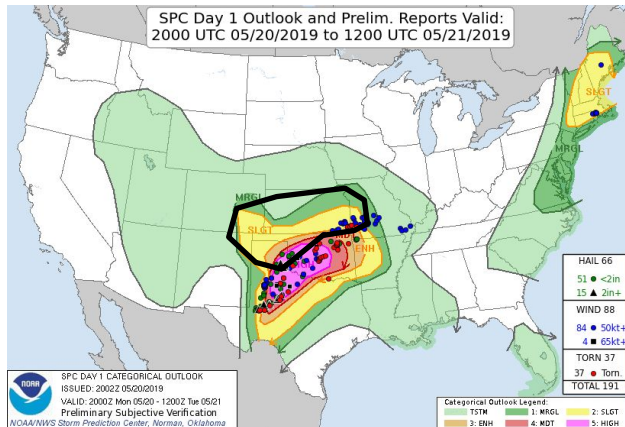 SPC Day 1 Outlook and Prelim. Reports Valid:
2000 UTC 05/20/2019 to 1200 UTC 05/21/2019
SLGT
MRGL
MRGL
SLGT
MDT
ENH
HAIL 66
51 <2in
15 2in+
WIND 88
84 50kt+
4 65kt+
TORN 37
37 Torn.
TOTAL 191
NOAA
SPC DAY 1 CATEGORICAL OUTLOOK
ISSUED: 2002Z 05/20/2019
VALID: 2000Z Mon 05/20 - 1200Z Tue 05/21
Preliminary Subjective Verification
NOAA/NWS Storm Prediction Center, Norman, Oklahoma
Categorical Outlook Legend:
TSTM 1: MRGL 2: SLGT
3: ENH 4: MDT 5: HIGH